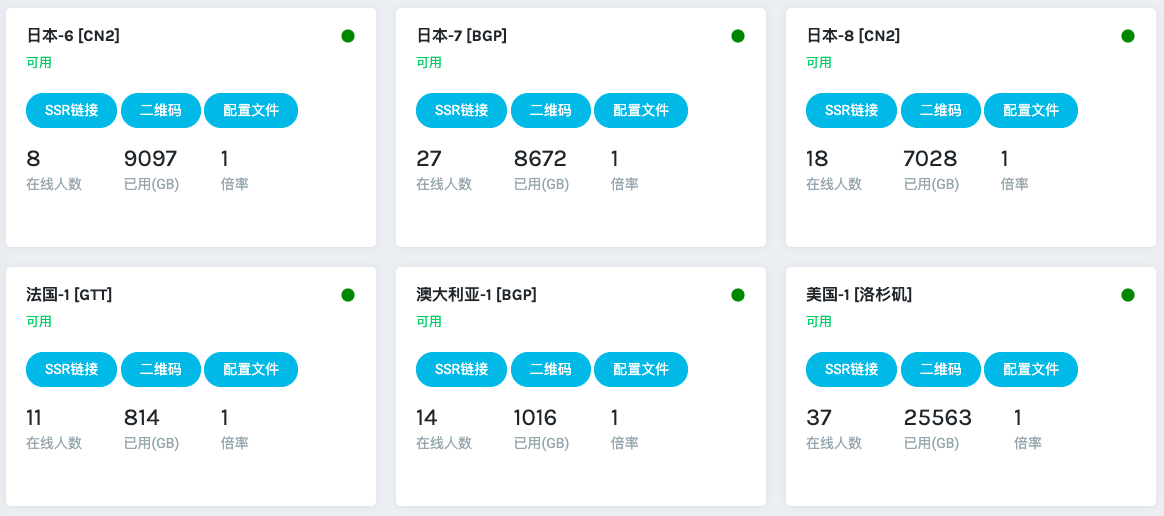 日本-6 [CN2]
可用
SSR链接 二维码 配置文件
8 9097 1
在线人数 已用(GB) 倍率
日本-7 [BGP]
可用
SSR链接 二维码 配置文件
27 8672 1
在线人数 已用(GB) 倍率
日本-8 [CN2]
可用
SSR链接 二维码 配置文件
18 7028 1
在线人数 已用(GB) 倍率
法国-1 [GTT]
可用
SSR链接 二维码 配置文件
11 814 1
在线人数 已用(GB) 倍率
澳大利亚-1 [BGP]
可用
SSR链接 二维码 配置文件
14 1016 1
在线人数 已用(GB) 倍率
美国-1 [洛杉矶]
可用
SSR链接 二维码 配置文件
37 25563 1
在线人数 已用(GB) 倍率